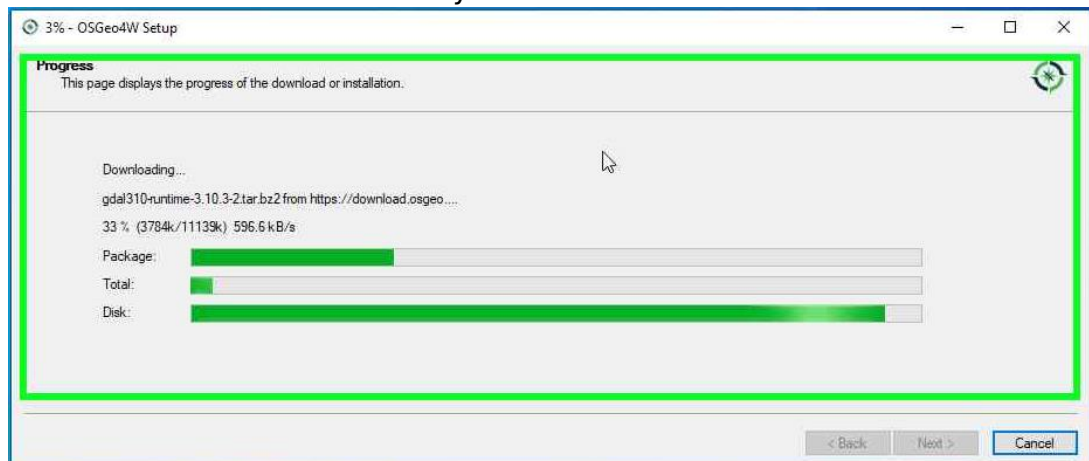 3% - OSGeo4W Setup
Progress
This page displays the progress of the download or installation.
Downloading...
gdal310-runtime-3.10.3-2.tar.bz2 from https://download.osgeo....
33 % (3784k/11139k) 596.6 kB/s
Package:
Total:
Disk:
< Back Next > Cancel